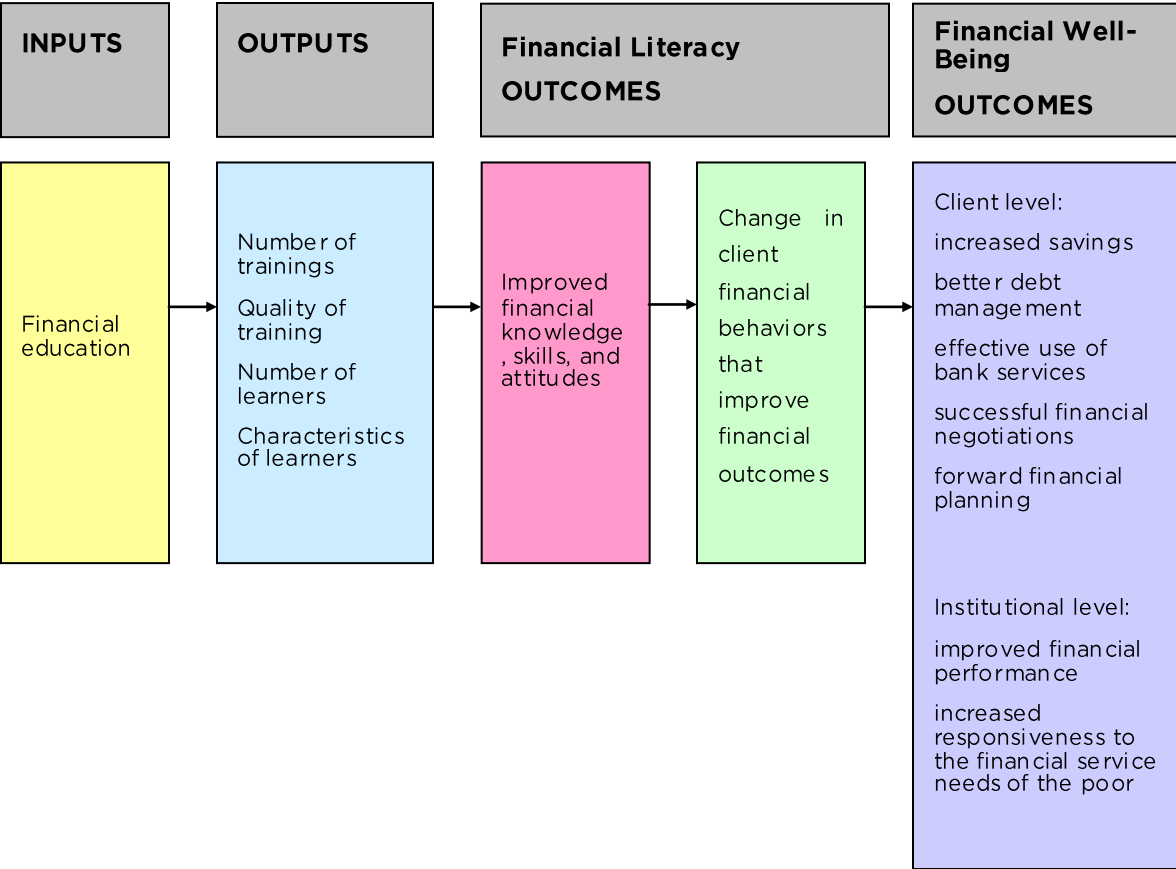 INPUTS
OUTPUTS
Financial Literacy
OUTCOMES
Financial Well-
Being
OUTCOMES
Financial
education
Number of
trainings
Quality of
training
Number of
learners
Characteristics
of learners
Improved
financial
knowledge
, skills, and
attitudes
Change in
client
financial
behaviors
that
improve
financial
outcomes
Client level:
increased savings
better debt
management
effective use of
bank services
successful financial
negotiations
forward financial
planning
Institutional level:
improved financial
performance
increased
responsiveness to
the financial service
needs of the poor